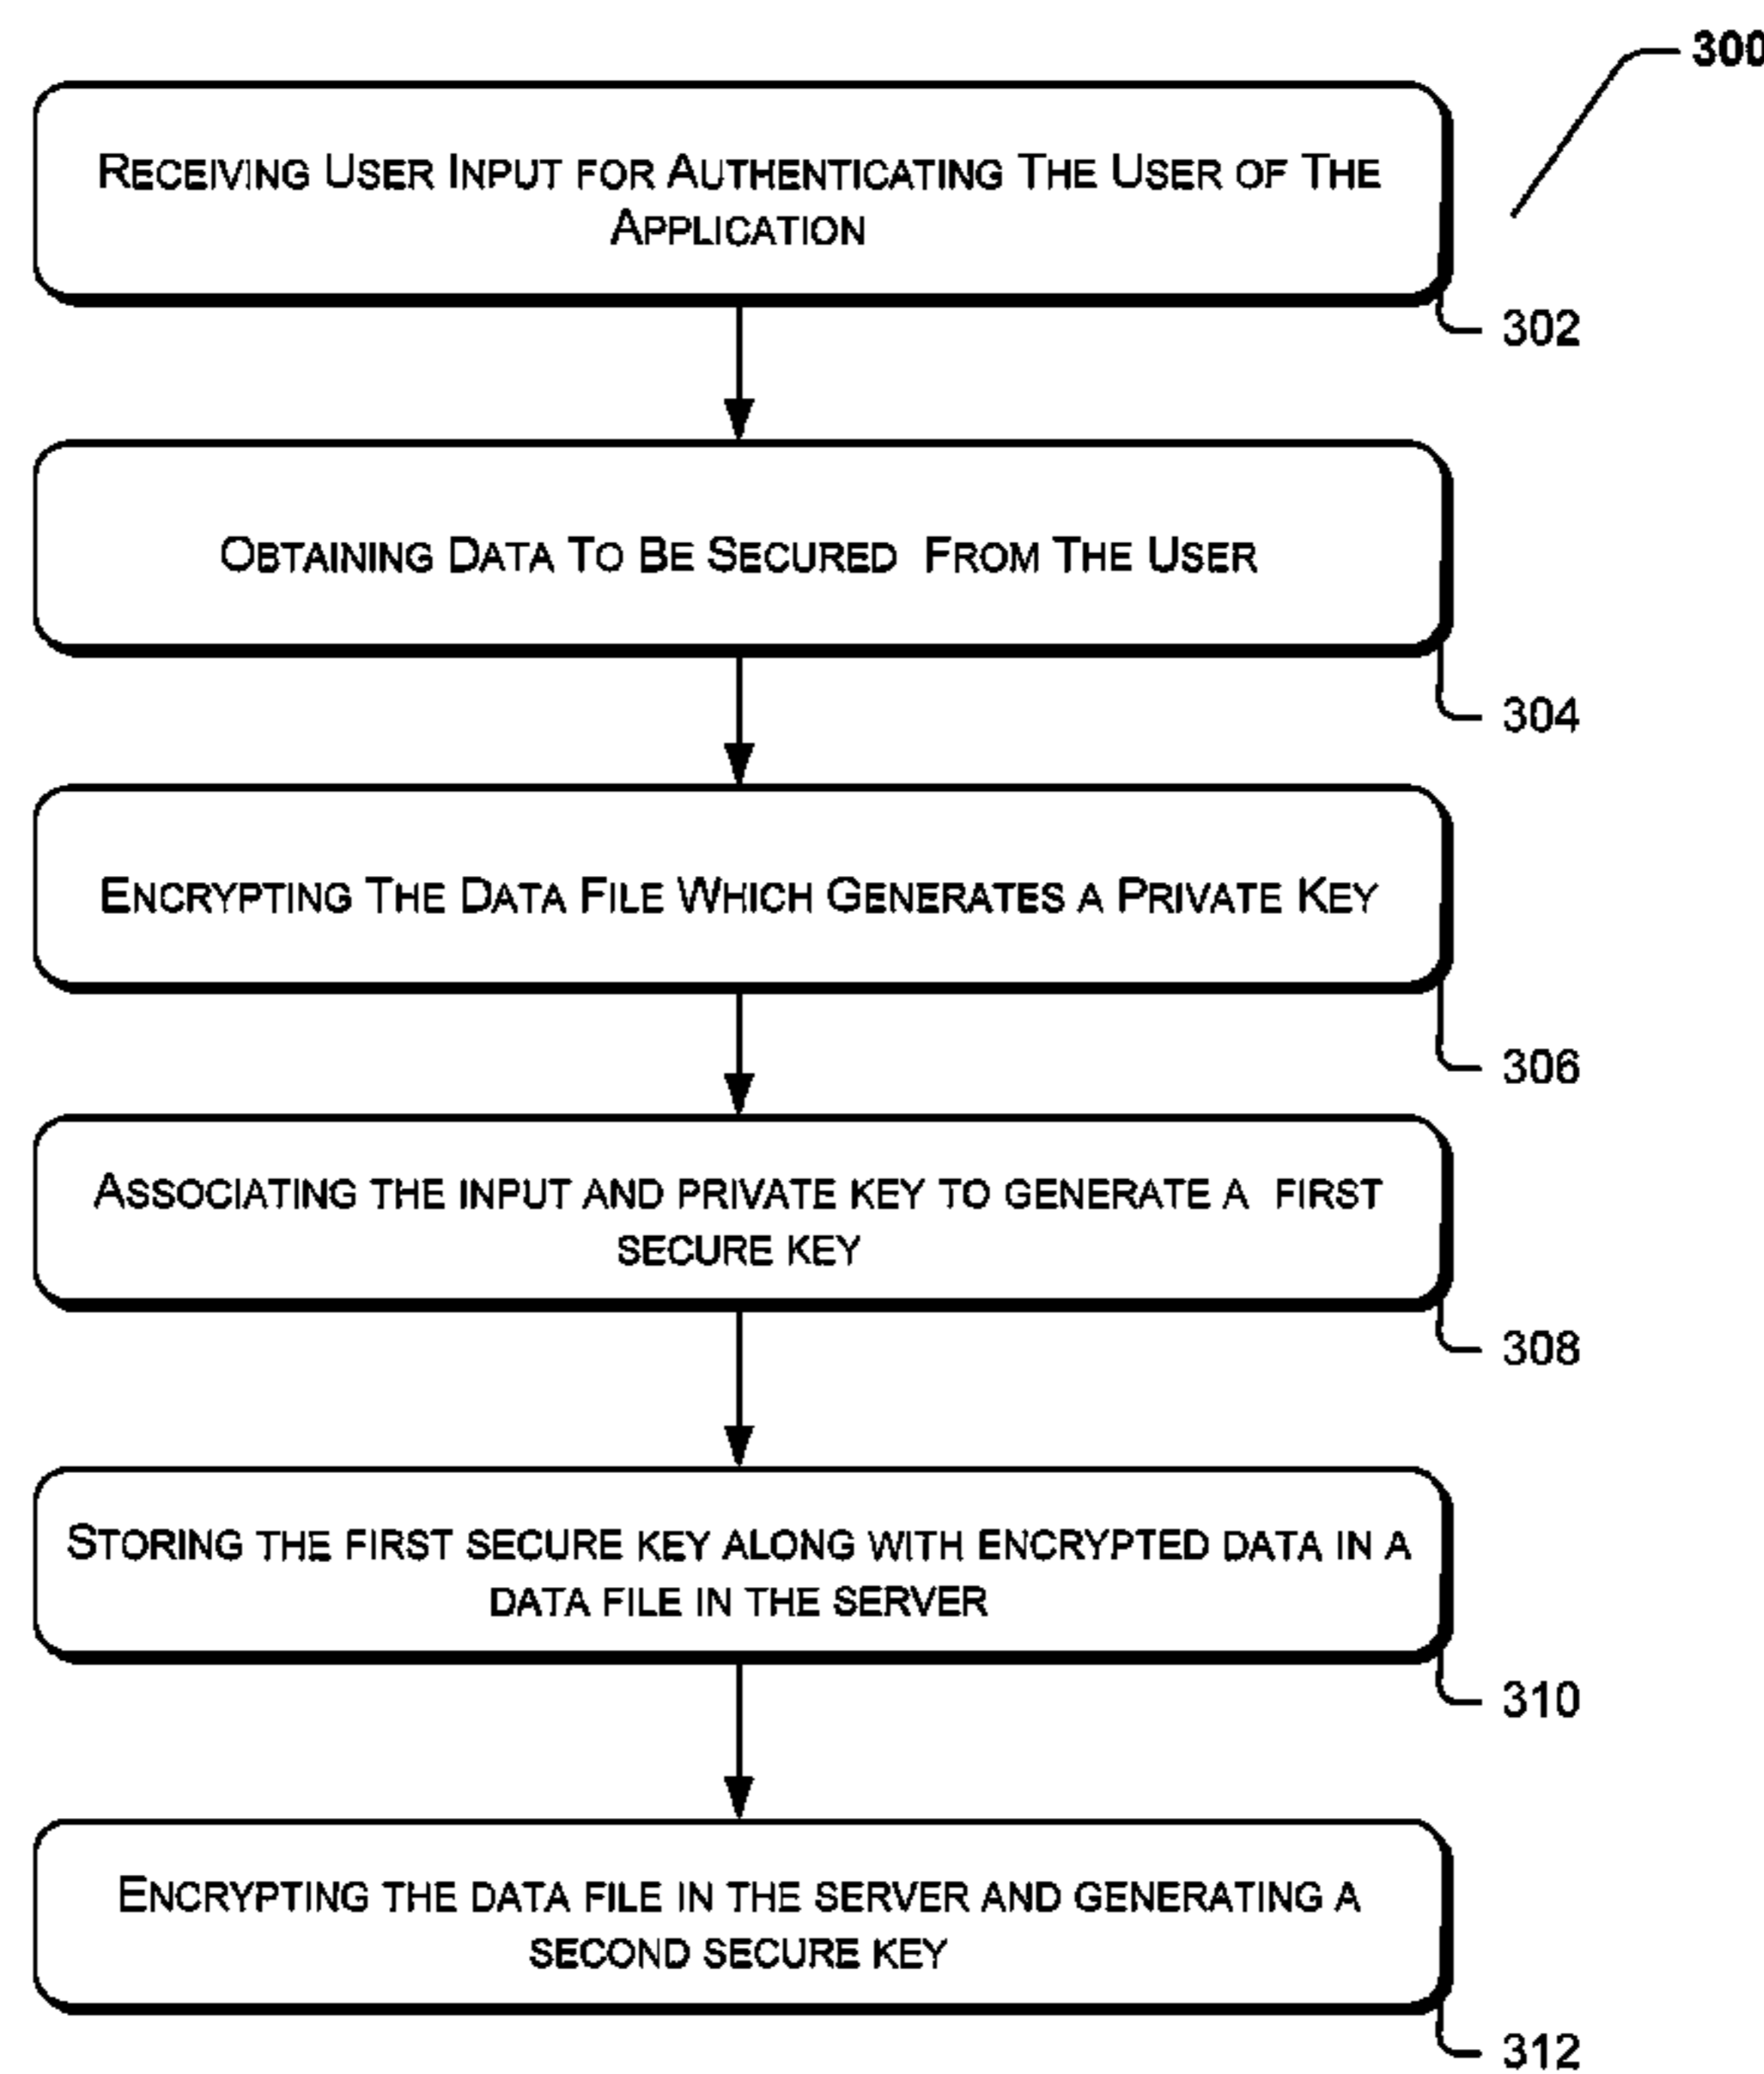 300
RECEIVING USER INPUT FOR AUTHENTICATING THE USER OF THE
APPLICATION
302
OBTAINING DATA TO BE SECURED FROM THE USER
304
ENCRYPTING THE DATA FILE WHICH GENERATES A PRIVATE KEY
306
ASSOCIATING THE INPUT AND PRIVATE KEY TO GENERATE A FIRST
SECURE KEY
308
STORING THE FIRST SECURE KEY ALONG WITH ENCRYPTED DATA IN A
DATA FILE IN THE SERVER
310
ENCRYPTING THE DATA FILE IN THE SERVER AND GENERATING A
SECOND SECURE KEY
312